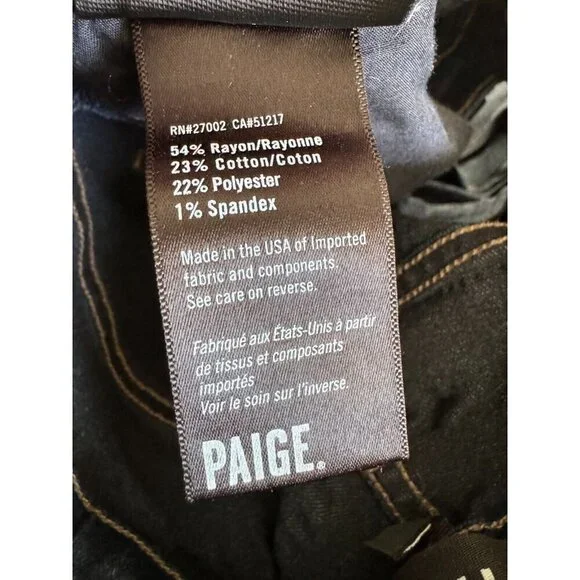 RN#27002 CA#51217
54% Rayon/Rayonne
23% Cotton/Coton
22% Polyester
1% Spandex
Made in the USA of Imported
fabric and components.
See care on reverse.
Fabriqué aux États-Unis à partir
de tissus et composants
importés
Voir le soin sur l'inverse.
PAIGE.